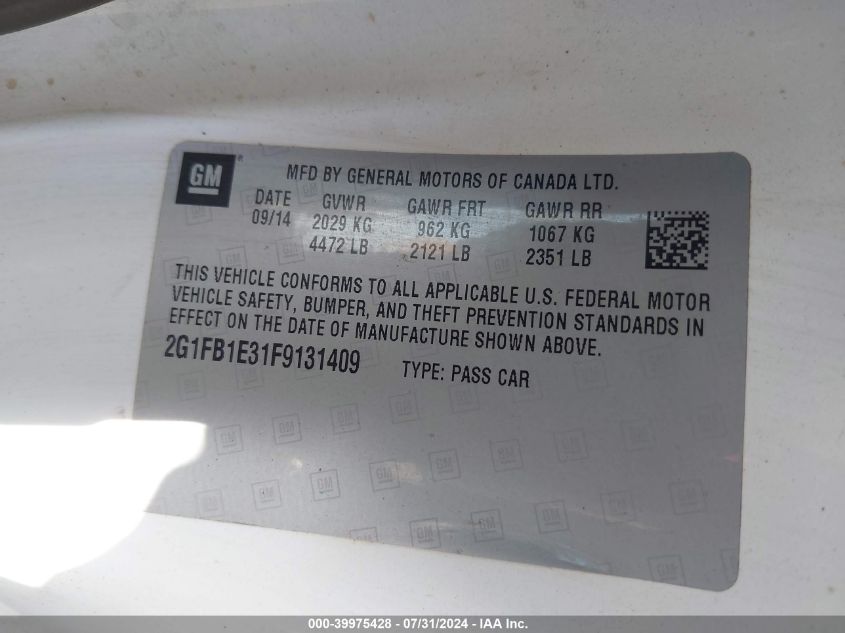 GM
MFD BY GENERAL MOTORS OF CANADA LTD.
DATE GVWR GAWR FRT GAWR RR
09/14 2029 KG 962 KG 1067 KG
4472 LB 2121 LB 2351 LB
THIS VEHICLE CONFORMS TO ALL APPLICABLE U.S. FEDERAL MOTOR
VEHICLE SAFETY, BUMPER, AND THEFT PREVENTION STANDARDS IN
EFFECT ON THE DATE OF MANUFACTURE SHOWN ABOVE.
2G1FB1E31F9131409 TYPE: PASS CAR
000-39975428 - 07/31/2024 - IAA Inc.